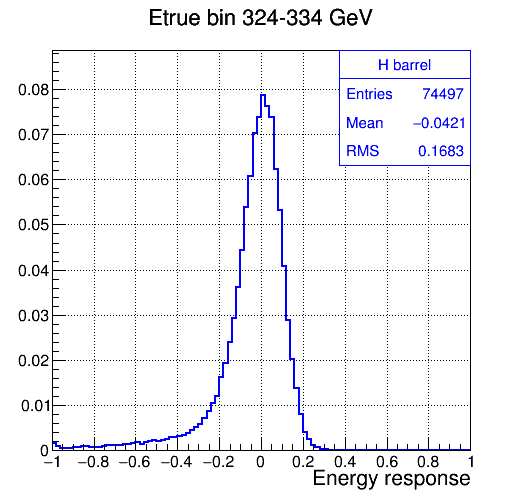 Etrue bin 324-334 GeV
H barrel
Entries 74497
Mean −0.0421
RMS 0.1683
0.08
0.07
0.06
0.05
0.04
0.03
0.02
0.01
0
−1 −0.8 −0.6 −0.4 −0.2 0 0.2 0.4 0.6 0.8 1
Energy response